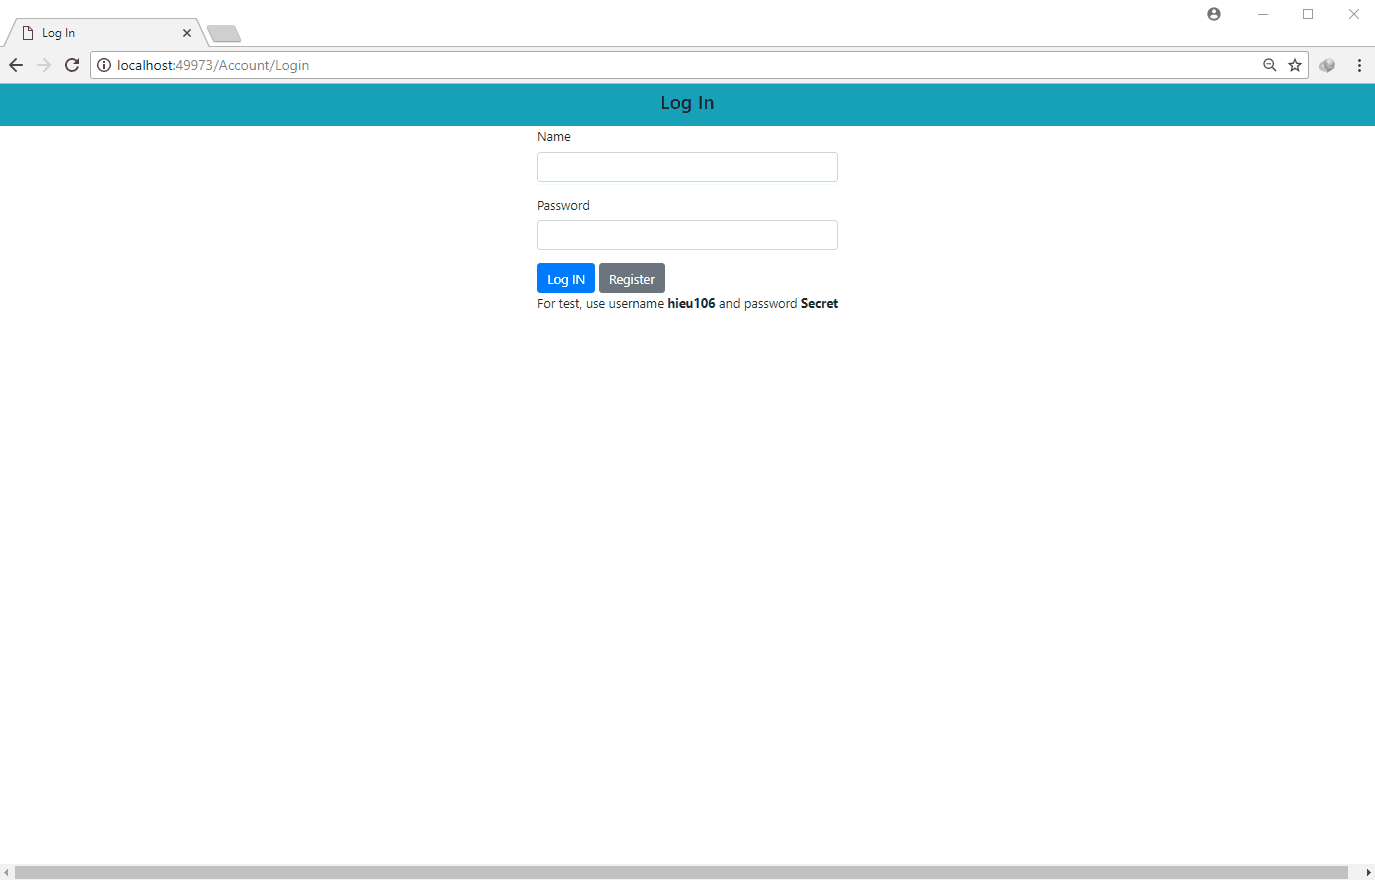 Log In
localhost:49973/Account/Login
Log In
Name
Password
Log IN Register
For test, use username hieu106 and password Secret